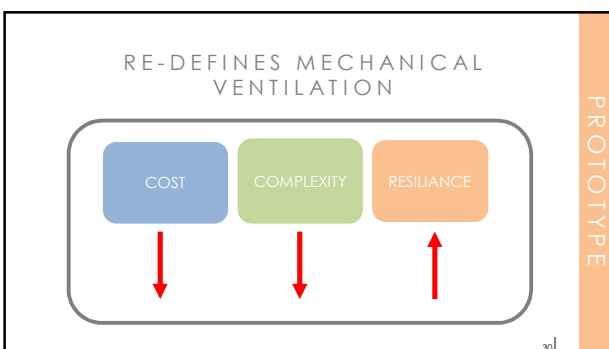 RE-DEFINES MECHANICAL
VENTILATION
COST
COMPLEXITY
RESILIANCE
PROTOTYPE
30